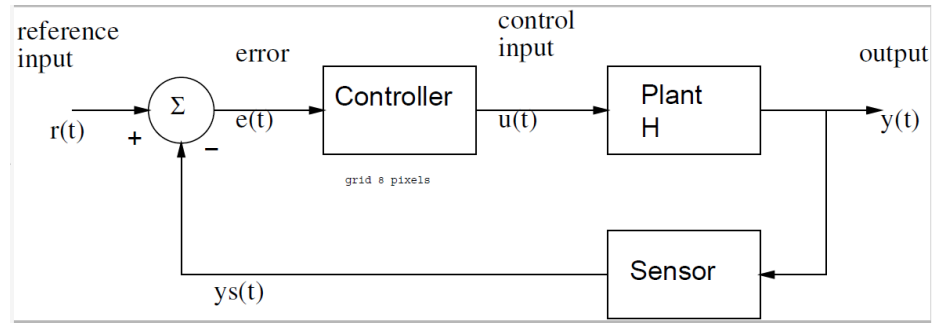 reference
input
error
control
input
output
Σ
Controller
Plant
H
r(t)
+
−
e(t)
u(t)
y(t)
grid 8 pixels
Sensor
ys(t)